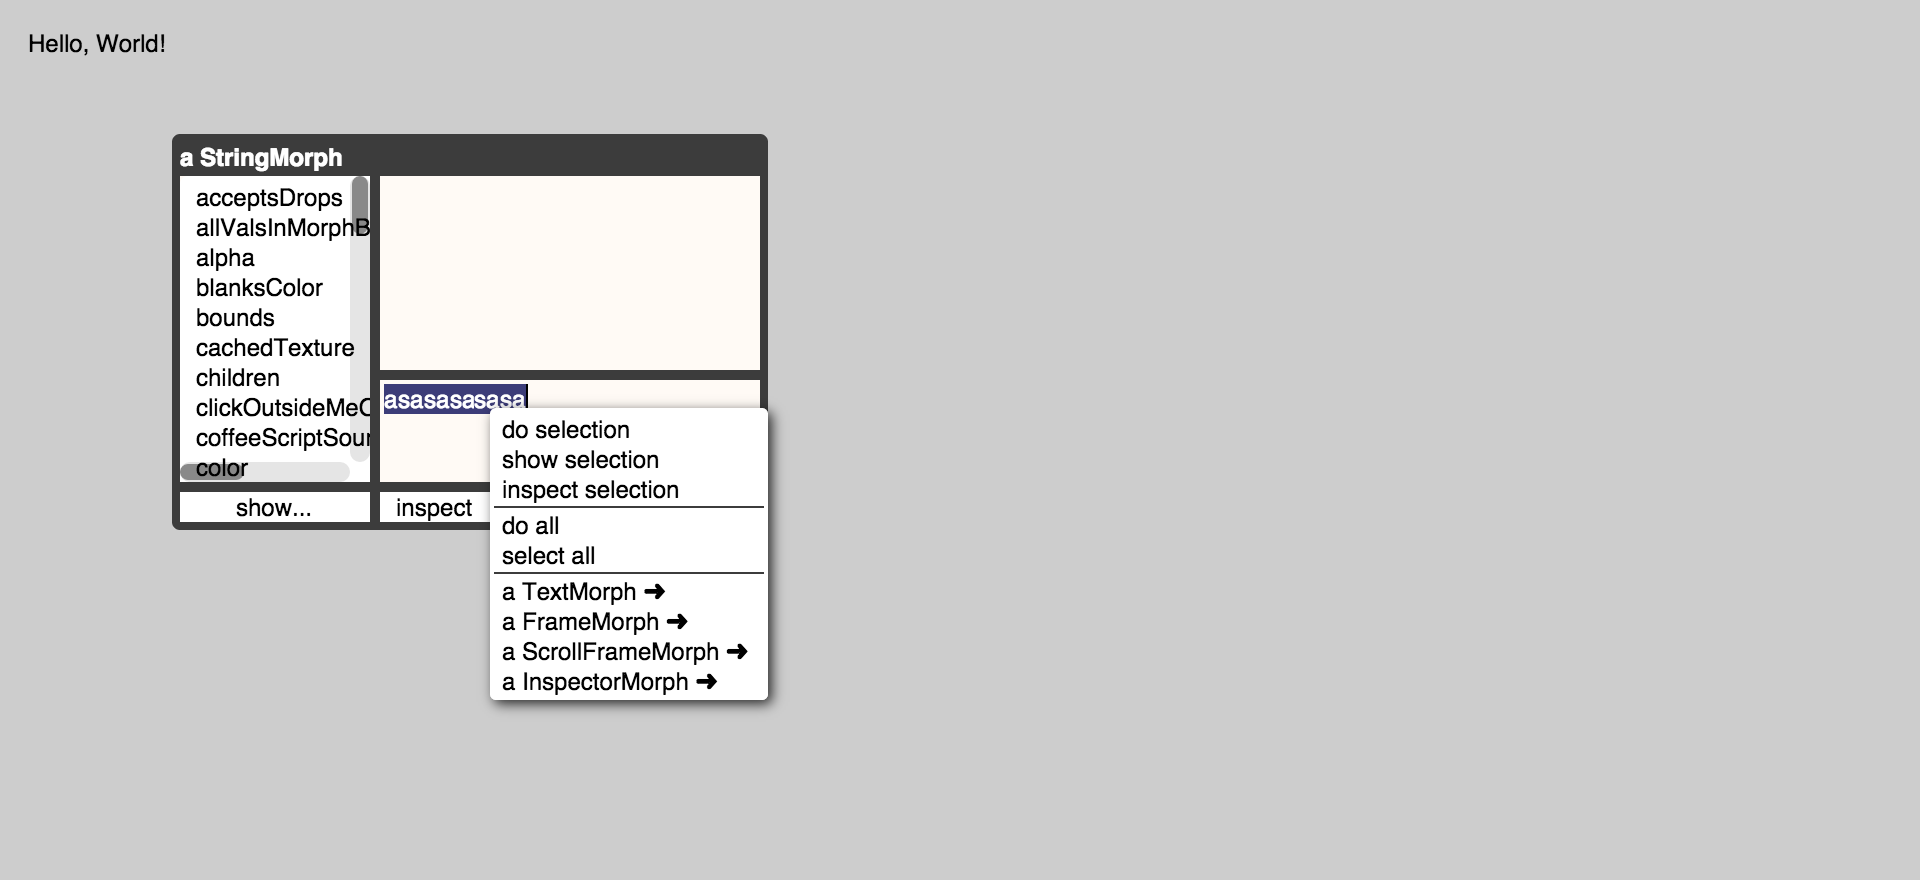 Hello, World!
a StringMorph
acceptsDrops
allValsInMorphB
alpha
blanksColor
bounds
cachedTexture
children
clickOutsideMeC
coffeeScriptSour
color
show...
asasasasasa
inspect
do selection
show selection
inspect selection
do all
select all
a TextMorph ➜
a FrameMorph ➜
a ScrollFrameMorph ➜
a InspectorMorph ➜